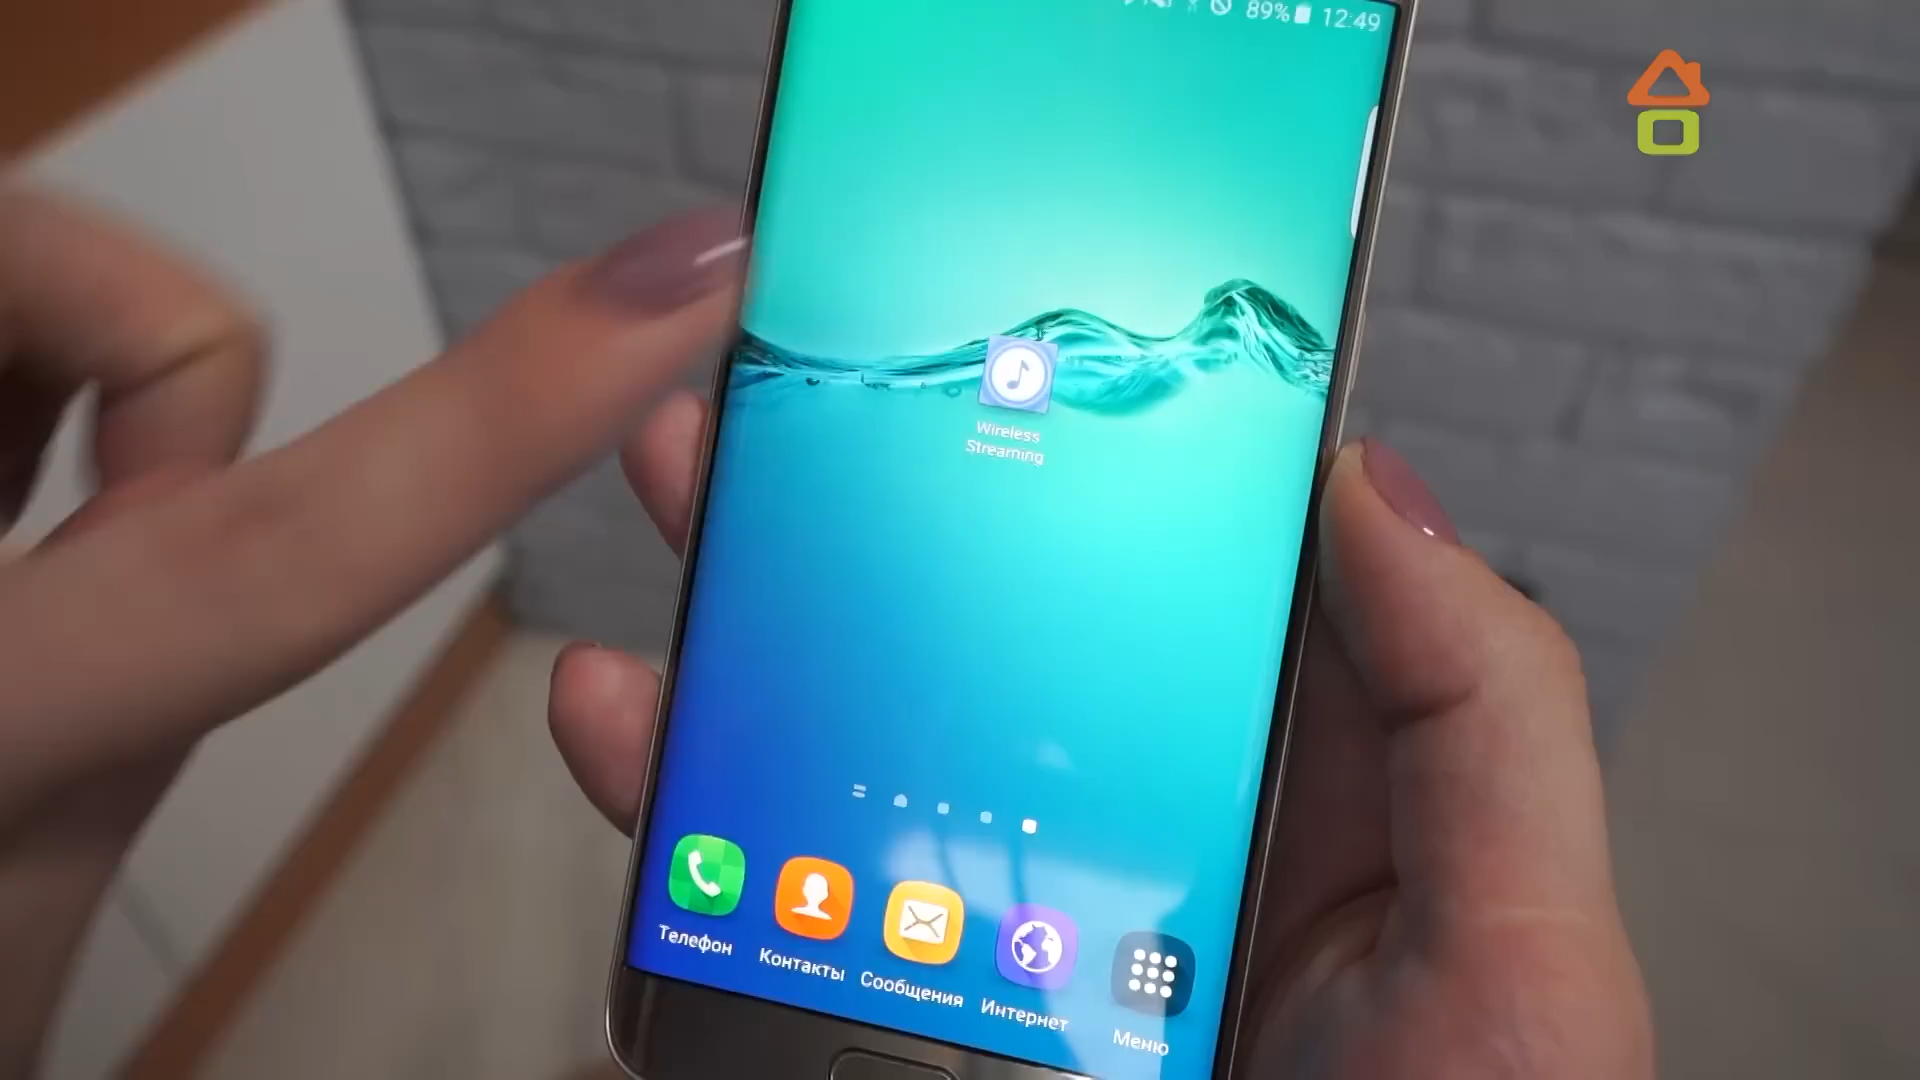 89% 12:49
Wireless
Streaming
Телефон
Контакты
Сообщения
Интернет
Меню